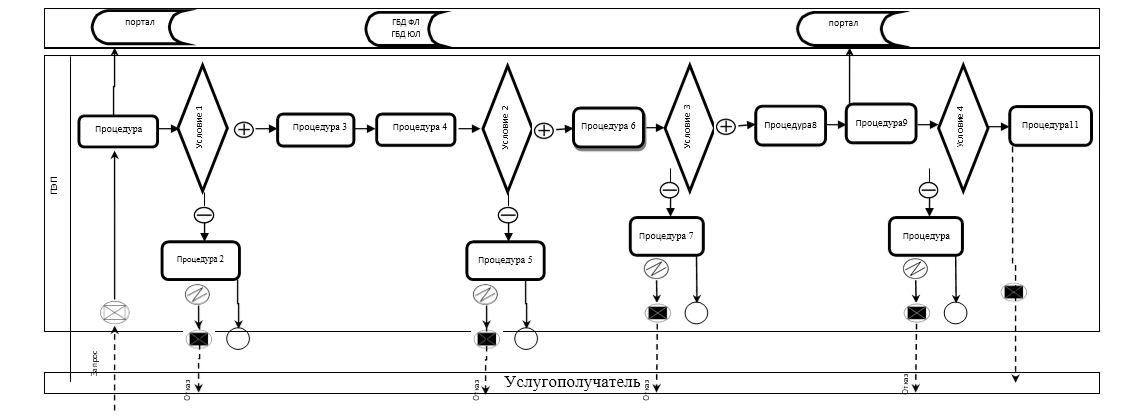 портал
ГБД ФЛ
ГБД ЮЛ
портал
ПЭП
Процедура
Условие 1
Процедура 3
Процедура 4
Условие 2
Процедура 6
Условие 3
Процедура8
Процедура9
Условие 4
Процедура11
Процедура 2
Процедура 5
Процедура 7
Процедура
Запрос
Отказ
Отказ
Отказ
Отказ
Услугополучатель